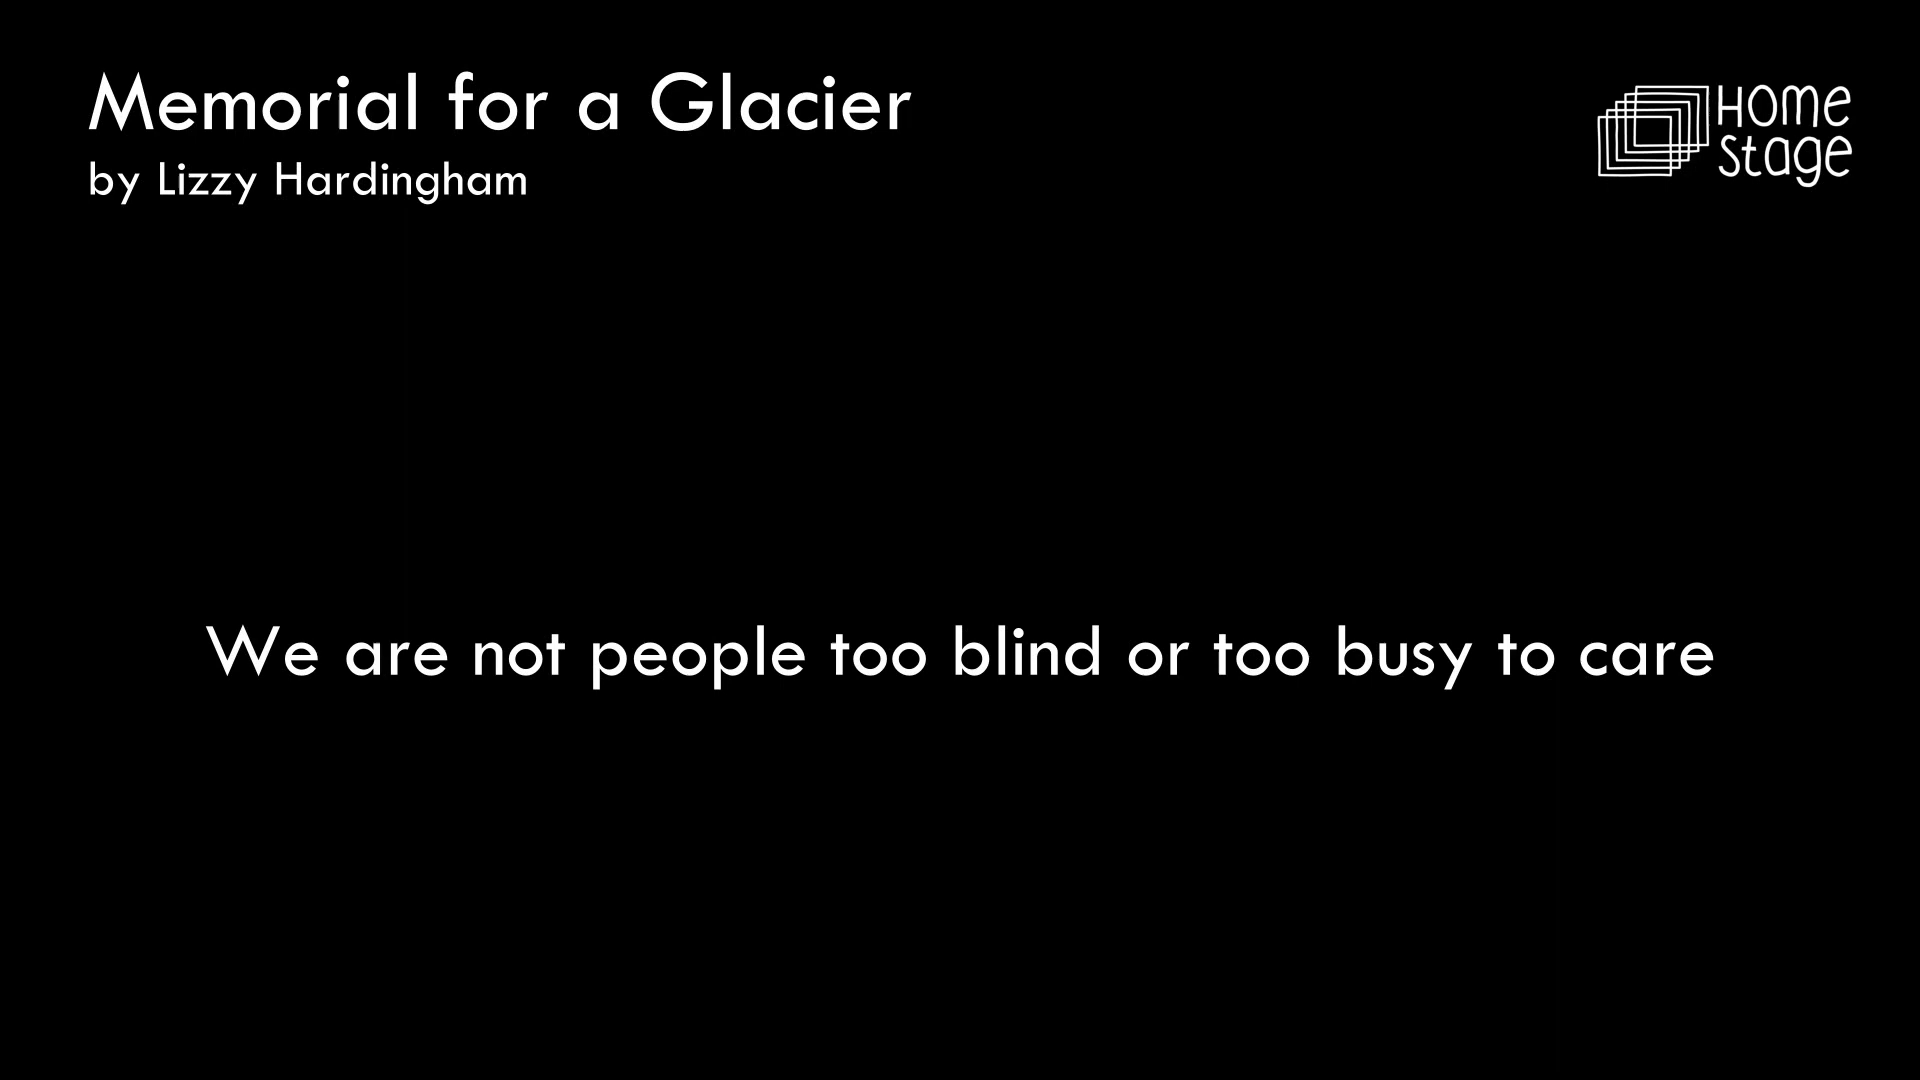 Memorial for a Glacier
by Lizzy Hardingham
Home
Stage
We are not people too blind or too busy to care